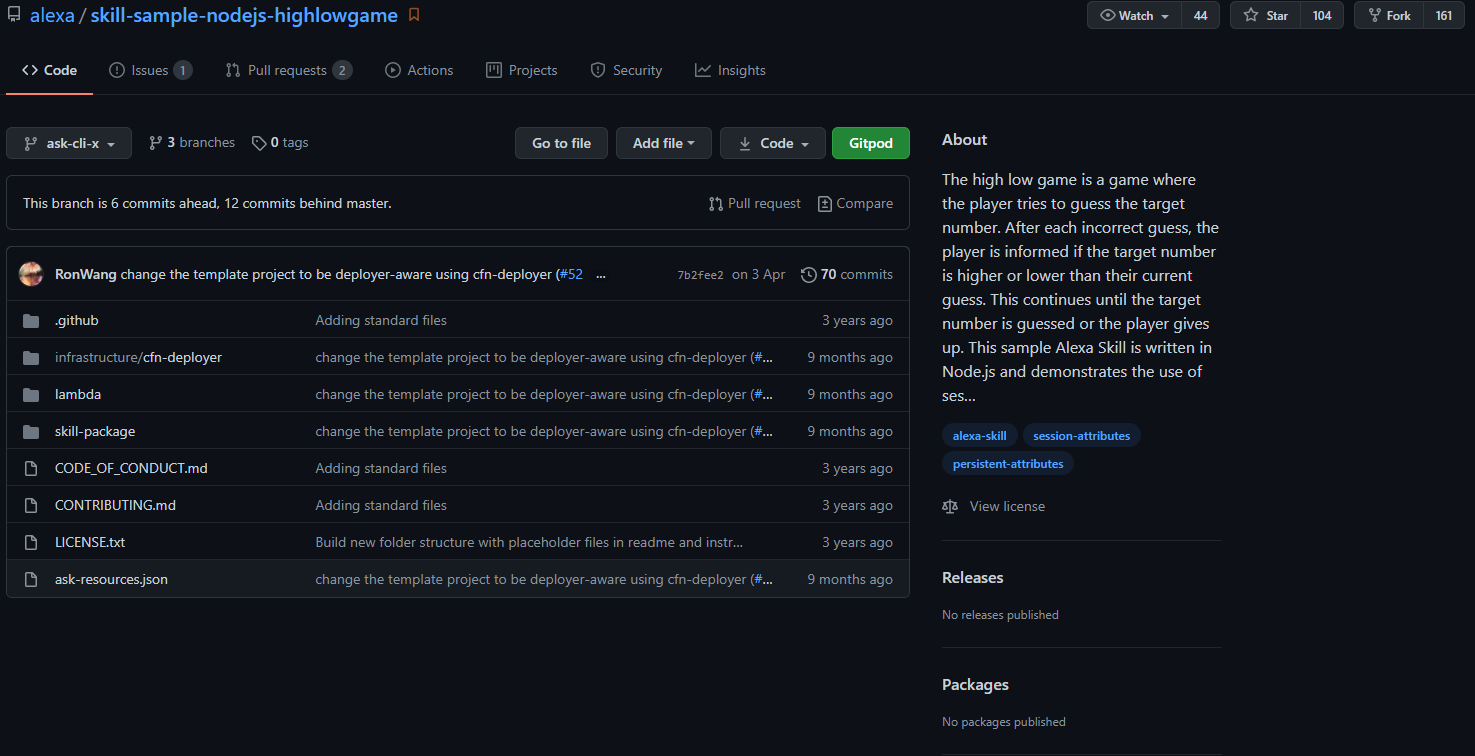 alexa / skill-sample-nodejs-highlowgame
Watch 44 Star 104 Fork 161
Code Issues 1 Pull requests 2 Actions Projects Security Insights
ask-cli-x 3 branches 0 tags Go to file Add file Code Gitpod
This branch is 6 commits ahead, 12 commits behind master. Pull request Compare
RonWang change the template project to be deployer-aware using cfn-deployer (#52 ... 7b2fee2 on 3 Apr 70 commits
.github Adding standard files 3 years ago
infrastructure/cfn-deployer change the template project to be deployer-aware using cfn-deployer (#... 9 months ago
lambda change the template project to be deployer-aware using cfn-deployer (#... 9 months ago
skill-package change the template project to be deployer-aware using cfn-deployer (#... 9 months ago
CODE_OF_CONDUCT.md Adding standard files 3 years ago
CONTRIBUTING.md Adding standard files 3 years ago
LICENSE.txt Build new folder structure with placeholder files in readme and instr... 3 years ago
ask-resources.json change the template project to be deployer-aware using cfn-deployer (#... 9 months ago
About
The high low game is a game where
the player tries to guess the target
number. After each incorrect guess, the
player is informed if the target number
is higher or lower than their current
guess. This continues until the target
number is guessed or the player gives
up. This sample Alexa Skill is written in
Node.js and demonstrates the use of
ses...
alexa-skill session-attributes
persistent-attributes
View license
Releases
No releases published
Packages
No packages published